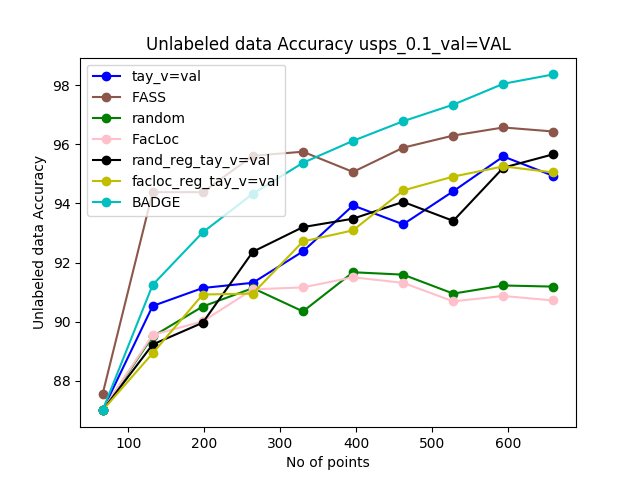 Unlabeled data Accuracy usps_0.1_val=VAL
tay_v=val
FASS
random
FacLoc
rand_reg_tay_v=val
facloc_reg_tay_v=val
BADGE
Unlabeled data Accuracy
98
96
94
92
90
88
100
200
300
400
500
600
No of points